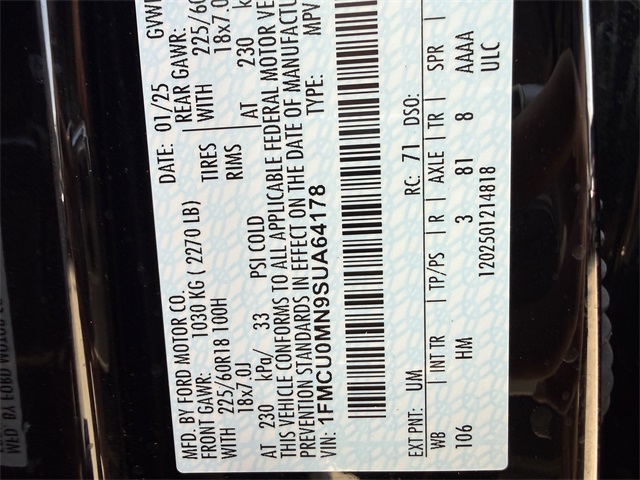 MFD. BY FORD MOTOR CO.
DATE: 01/25
GVWR
FRONT GAWR: 1030 KG ( 2270 LB)
REAR GAWR:
WITH 225/60R18 100H TIRES
WITH 225/60
18x7.0J RIMS
18x7.00
AT 230 kPa/ 33 PSI COLD
AT 230 k
THIS VEHICLE CONFORMS TO ALL APPLICABLE FEDERAL MOTOR VE
PREVENTION STANDARDS IN EFFECT ON THE DATE OF MANUFACTU
VIN: 1FMCU0MN9SUA64178
TYPE: MPV
EXT PNT: UM RC: 71 DSO:
WB INT TR TP/PS R AXLE TR SPR
106 HM 3 81 8 AAAA
ULC
1202501214818